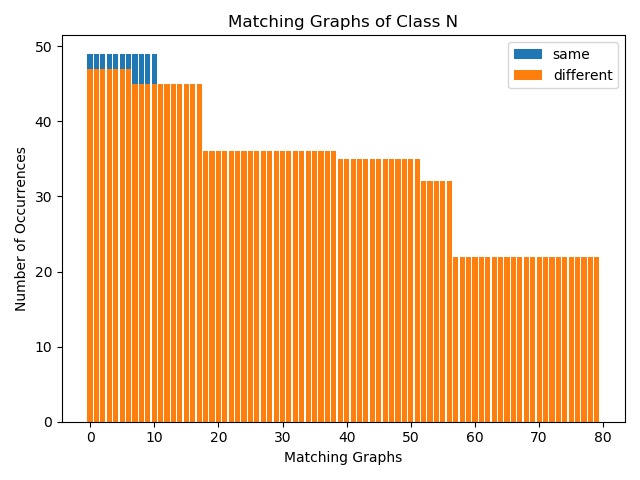 Matching Graphs of Class N
same
different
Number of Occurrences
50
40
30
20
10
0
0 10 20 30 40 50 60 70 80
Matching Graphs